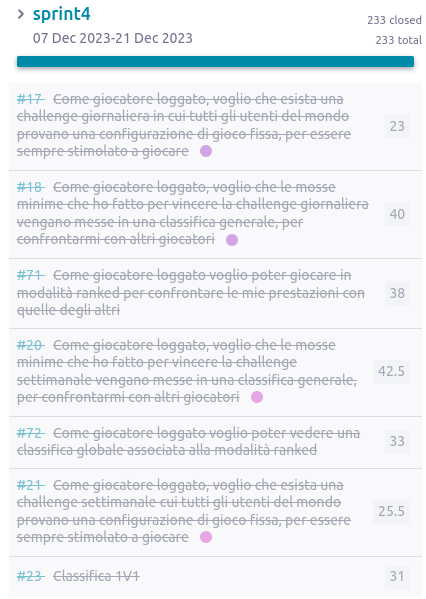 sprint4
233 closed
07 Dec 2023-21 Dec 2023
233 total
#17 Come giocatore loggato, voglio che esista una
challenge giornaliera in cui tutti gli utenti del mondo
provano una configurazione di gioco fissa, per essere
sempre stimolato a giocare
23
#18 Come giocatore loggato, voglio che le mosse
minime che ho fatto per vincere la challenge giornaliera
vengano messe in una classifica generale, per
confrontarmi con altri giocatori
40
#71 Come giocatore loggato voglio poter giocare in
modalità ranked per confrontare le mie prestazioni con
quelle degli altri
38
#20 Come giocatore loggato, voglio che le mosse
minime che ho fatto per vincere la challenge
settimanale vengano messe in una classifica generale,
per confrontarmi con altri giocatori
42.5
#72 Come giocatore loggato voglio poter vedere una
classifica globale associata alla modalità ranked
33
#21 Come giocatore loggato, voglio che esista una
challenge settimanale cui tutti gli utenti del mondo
provano una configurazione di gioco fissa, per essere
sempre stimolato a giocare
25.5
#23 Classifica 1V1
31